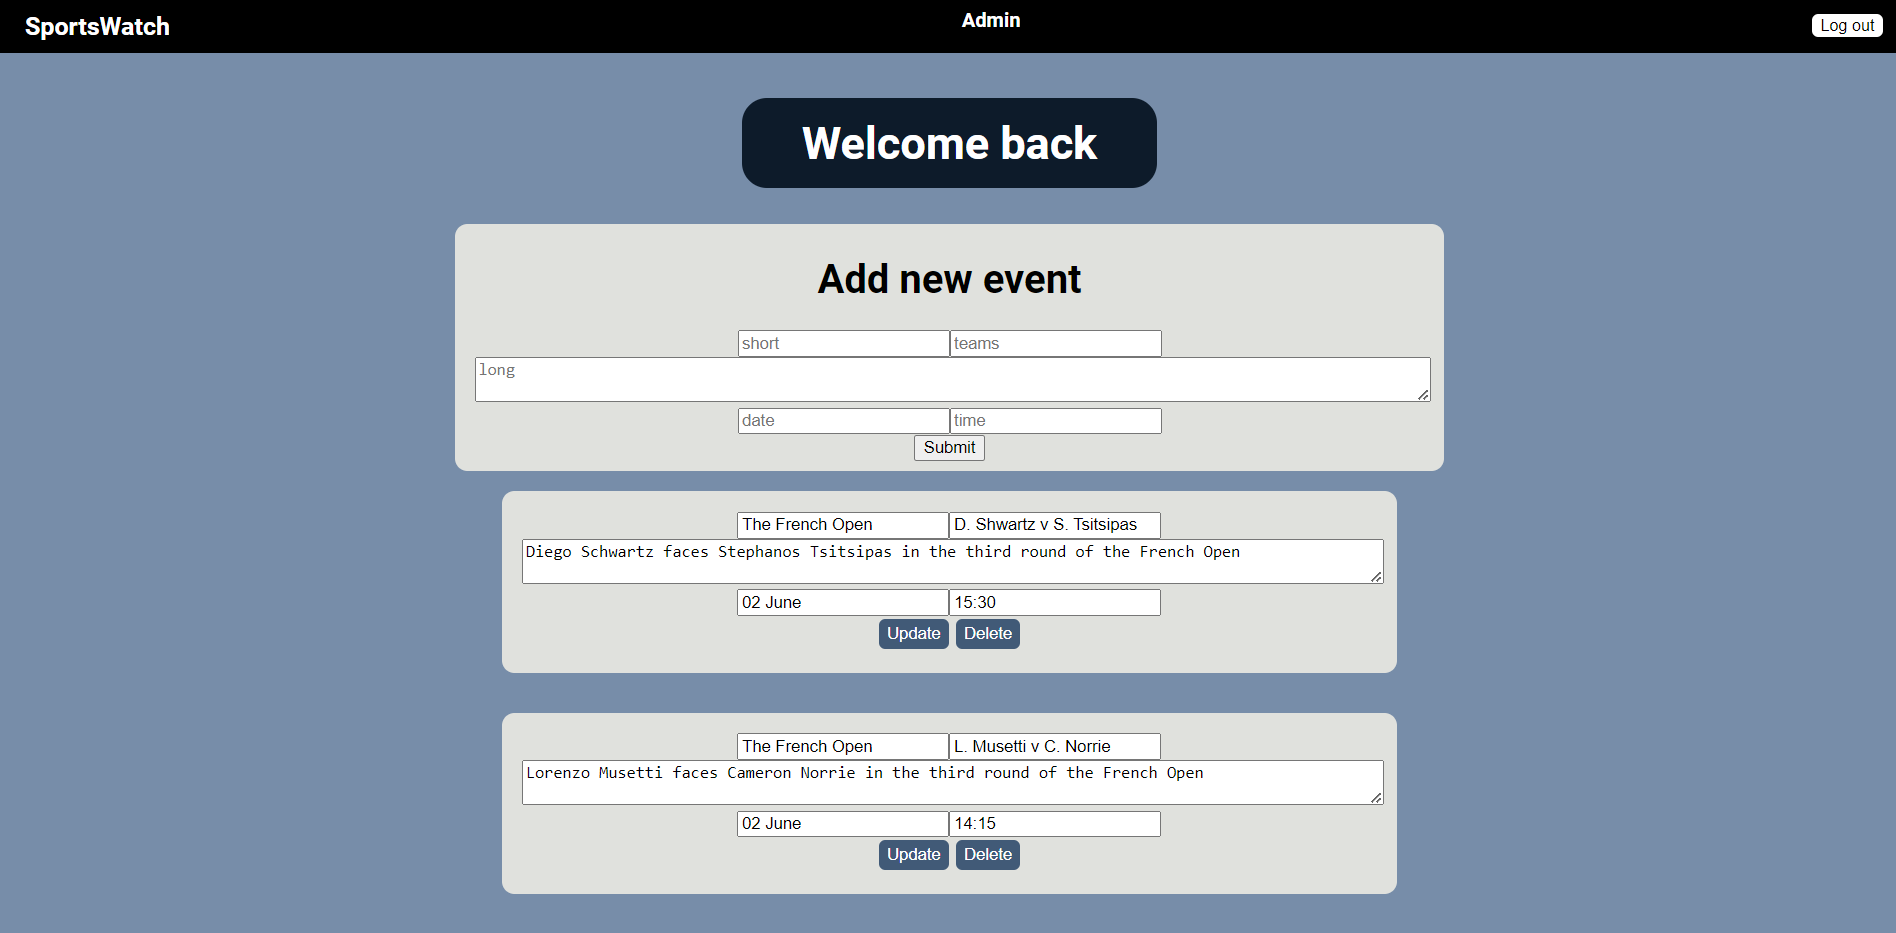 SportsWatch
Admin
Log out
Welcome back
Add new event
short
teams
long
date
time
Submit
The French Open
D. Shwartz v S. Tsitsipas
Diego Schwartz faces Stephanos Tsitsipas in the third round of the French Open
02 June
15:30
Update
Delete
The French Open
L. Musetti v C. Norrie
Lorenzo Musetti faces Cameron Norrie in the third round of the French Open
02 June
14:15
Update
Delete